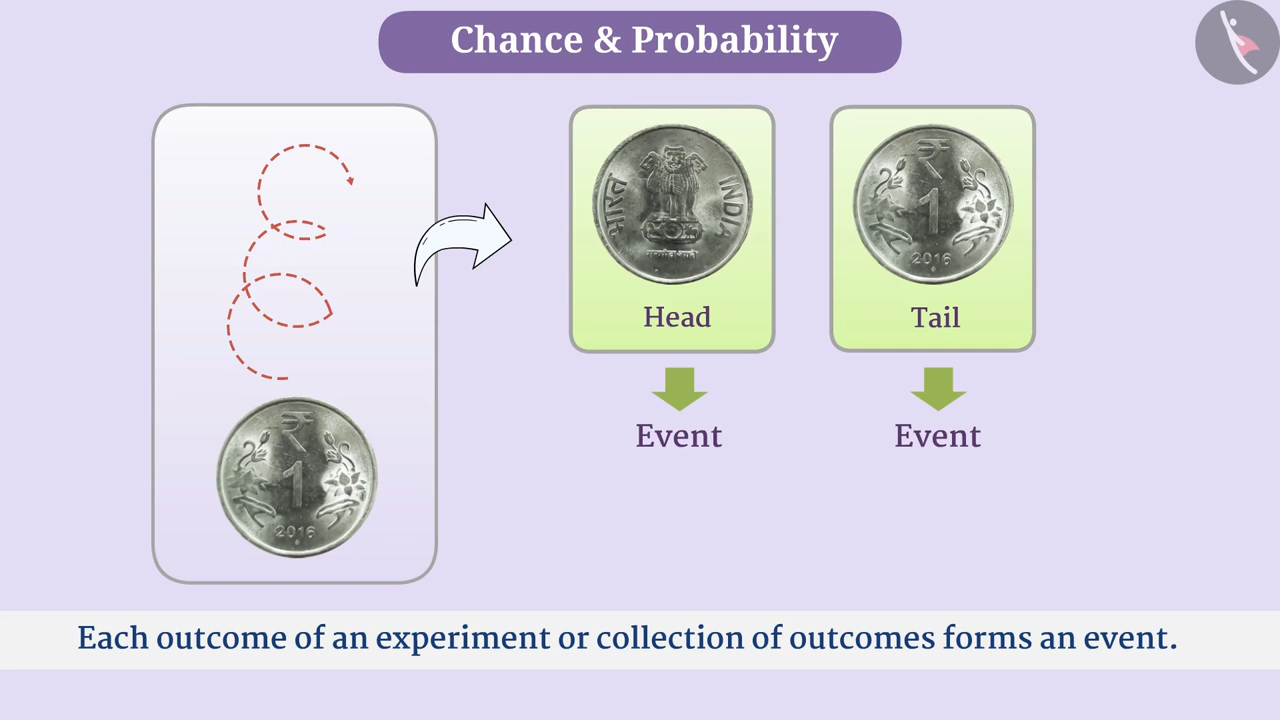 Chance & Probability
भारत
INDIA
₹
1
2016
Head
Tail
Event
Event
₹
1
2016
Each outcome of an experiment or collection of outcomes forms an event.